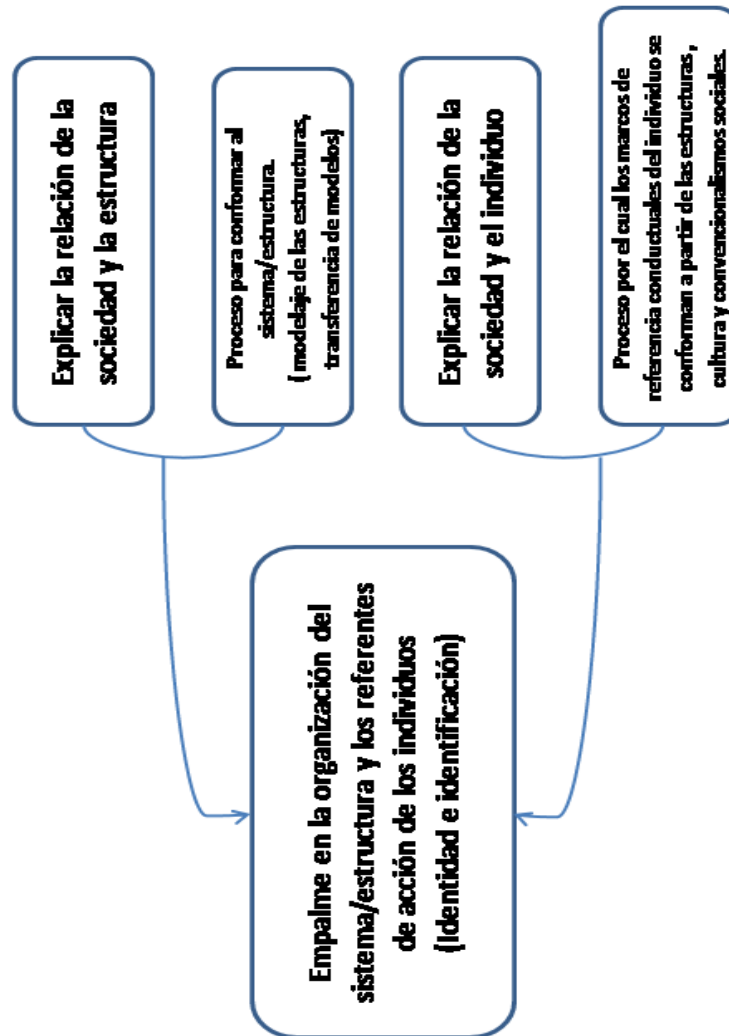 Explicar la relación de la
sociedad y la estructura
Proceso para conformar al
sistema/estructura.
( modelaje de las estructuras,
transferencia de modelos)
Explicar la relación de la
sociedad y el individuo
Proceso por el cual los marcos de
referencia conductuales del individuo se
conforman a partir de las estructuras ,
cultura y convencionalismos sociales.
Empalme en la organización del
sistema/estructura y los referentes
de acción de los individuos
(Identidad e identificación)